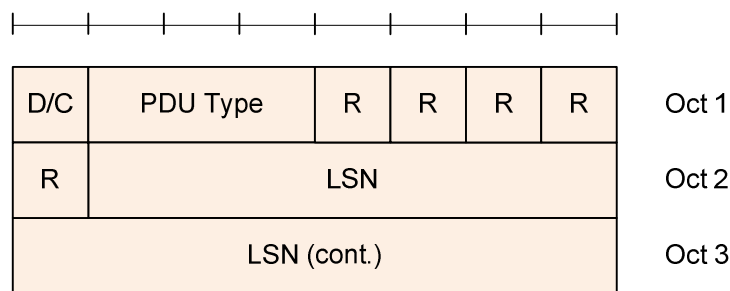 D/C PDU Type R R R R Oct 1
R LSN Oct 2
LSN (cont.) Oct 3